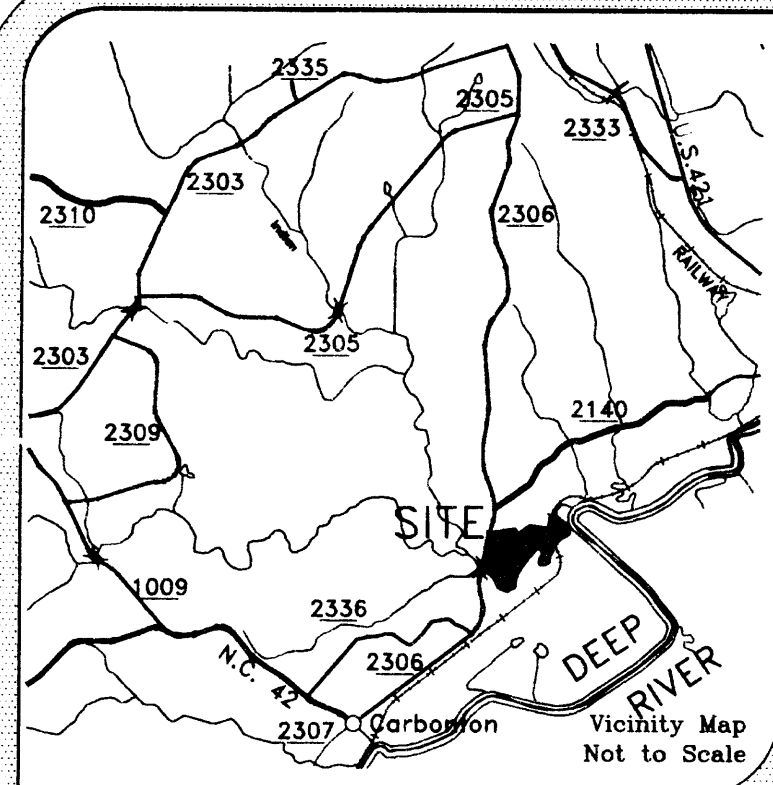 2335
2305
2333
U.S.421
2303
2310
2306
Indian
RAILWAY
2305
2303
2140
2309
SITE
1009
2336
DEEP
RIVER
2306
N.C. 42
2307
Carbonton
Vicinity Map
Not to Scale